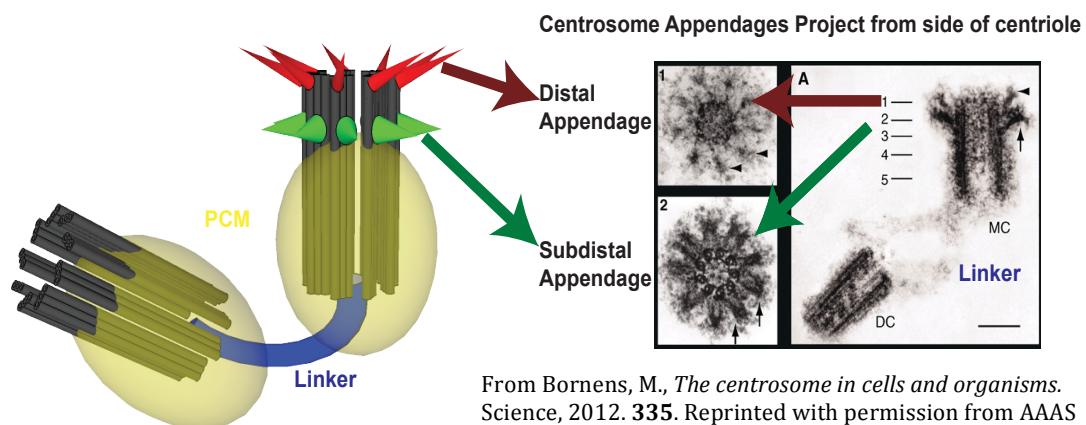 Centrosome Appendages Project from side of centriole
Distal
Appendage
PCM
Subdistal
Appendage
Linker
1
2
A
1
2
3
4
5
MC
Linker
DC
From Bornens, M., The centrosome in cells and organisms.
Science, 2012. 335. Reprinted with permission from AAAS